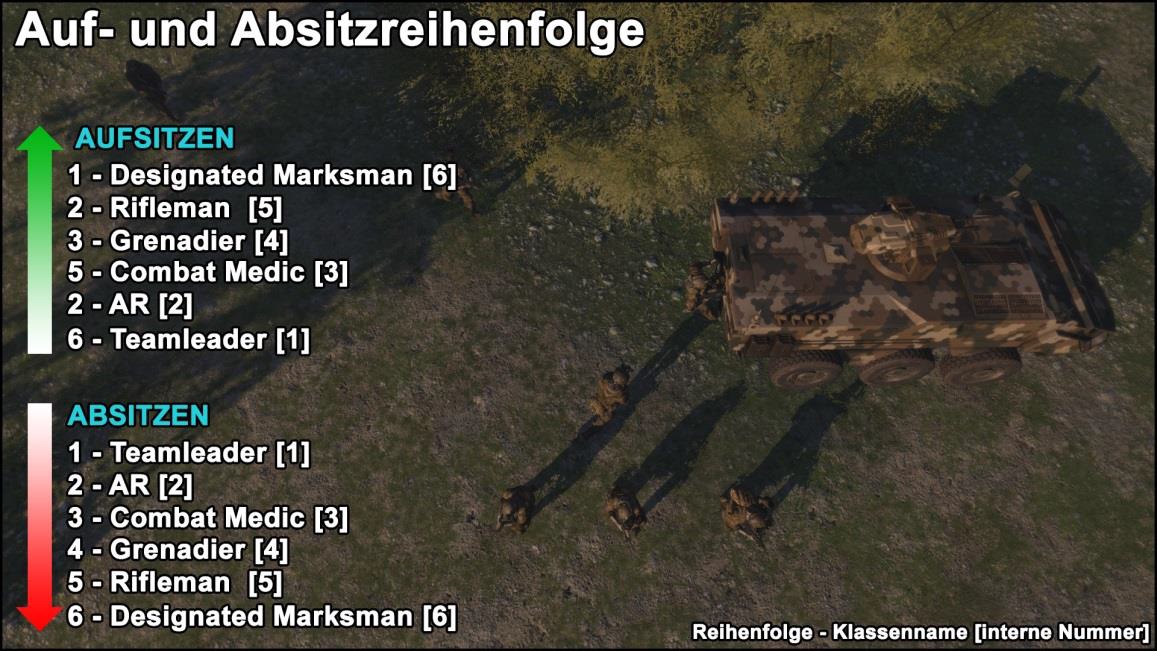 Auf- und Absitzreihenfolge
AUFSITZEN
1 - Designated Marksman [6]
2 - Rifleman [5]
3 - Grenadier [4]
5 - Combat Medic [3]
2 - AR [2]
6 - Teamleader [1]
ABSITZEN
1 - Teamleader [1]
2 - AR [2]
3 - Combat Medic [3]
4 - Grenadier [4]
5 - Rifleman [5]
6 - Designated Marksman [6]
Reihenfolge - Klassenname [interne Nummer]